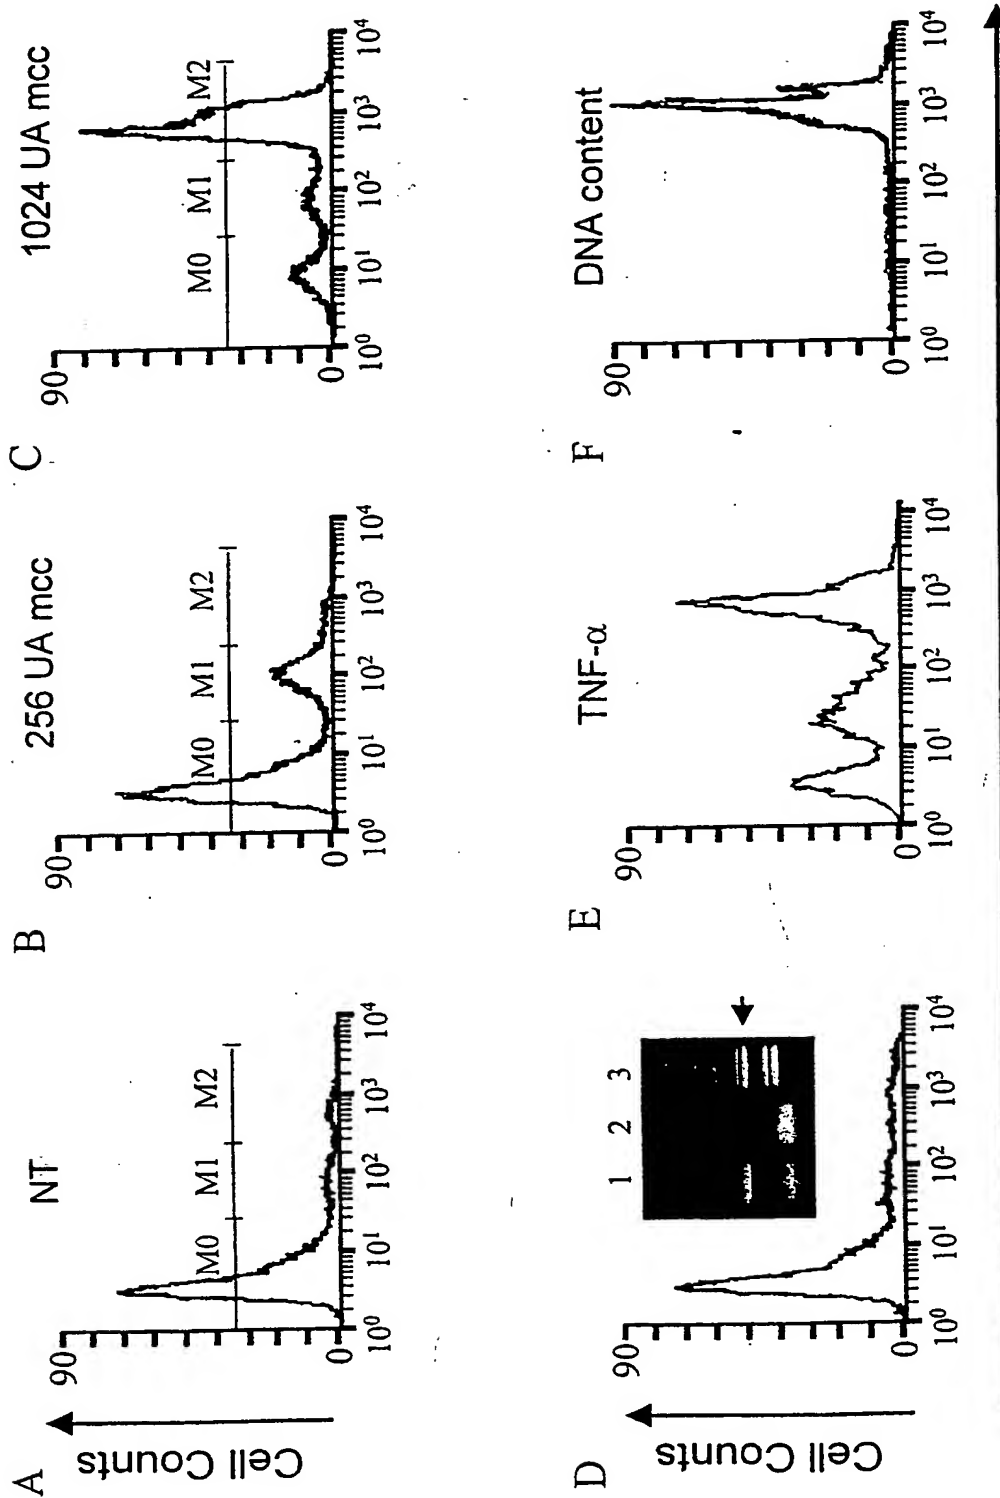 A
NT
90
0
Cell Counts
M0 M1 M2
10⁰ 10¹ 10² 10³ 10⁴
B
256 UA mcc
90
0
M0 M1 M2
10⁰ 10¹ 10² 10³ 10⁴
C
1024 UA mcc
90
0
M0 M1 M2
10⁰ 10¹ 10² 10³ 10⁴
D
1 2 3
90
0
Cell Counts
10⁰ 10¹ 10² 10³ 10⁴
E
TNF-α
90
0
10⁰ 10¹ 10² 10³ 10⁴
F
DNA content
90
0
10⁰ 10¹ 10² 10³ 10⁴